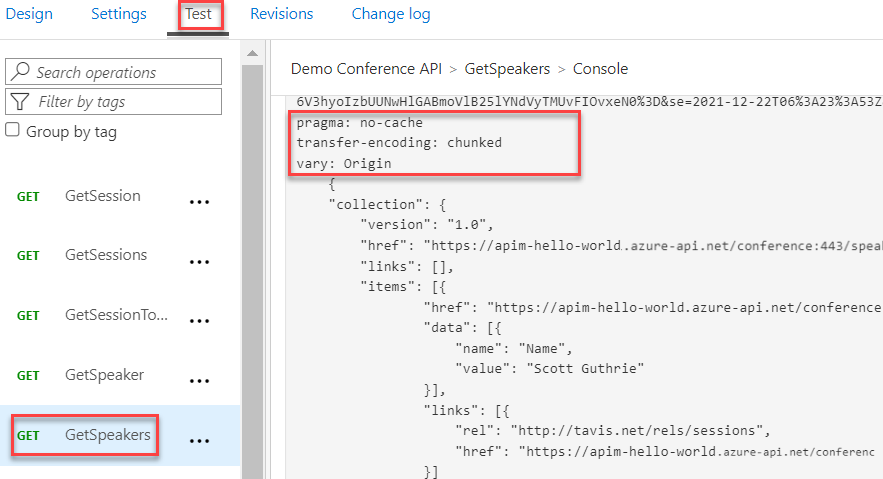 Design Settings Test Revisions Change log
Search operations
Filter by tags
Group by tag
GET GetSession ...
GET GetSessions ...
GET GetSessionTo... ...
GET GetSpeaker ...
GET GetSpeakers ...
Demo Conference API > GetSpeakers > Console
6V3hyoIzbUUNwHlGABmoVlB25lYNdVyTMUvFIOvxeN0%3D&se=2021-12-22T06%3A23%3A53Z
pragma: no-cache
transfer-encoding: chunked
vary: Origin
{
"collection": {
"version": "1.0",
"href": "https://apim-hello-world.azure-api.net/conference:443/speak
"links": [],
"items": [{
"href": "https://apim-hello-world.azure-api.net/conference
"data": [{
"name": "Name",
"value": "Scott Guthrie"
}],
"links": [{
"rel": "http://tavis.net/rels/sessions",
"href": "https://apim-hello-world.azure-api.net/conferenc
}]